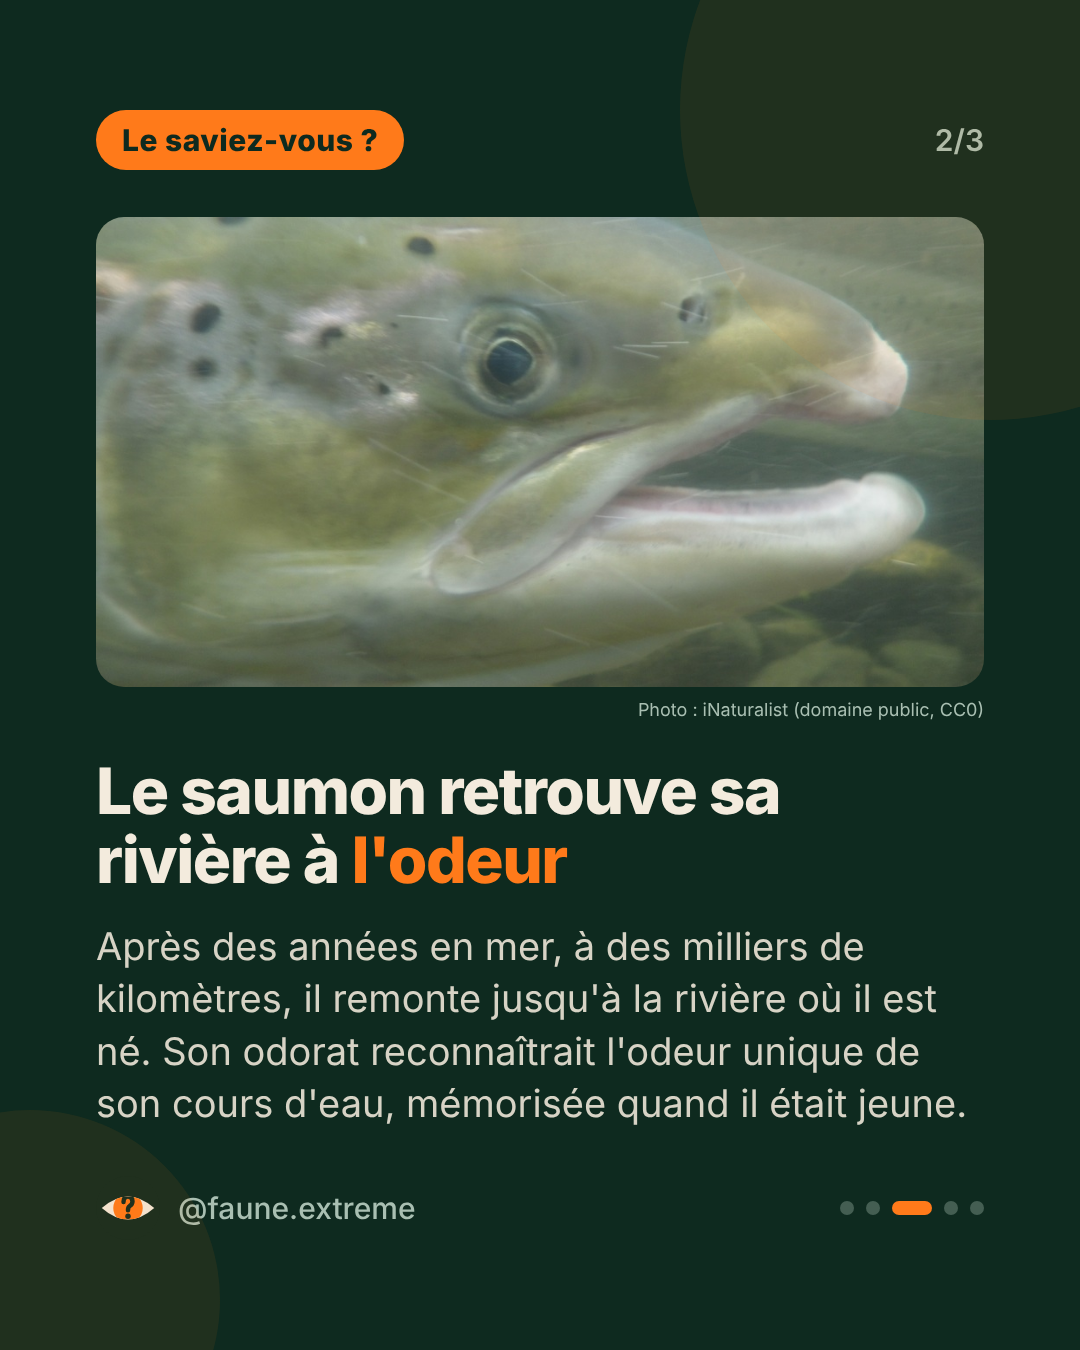 Le saviez-vous ?
2/3
Photo : iNaturalist (domaine public, CC0)
Le saumon retrouve sa
rivière à l'odeur
Après des années en mer, à des milliers de
kilomètres, il remonte jusqu'à la rivière où il est
né. Son odorat reconnaîtrait l'odeur unique de
son cours d'eau, mémorisée quand il était jeune.
?
@faune.extreme